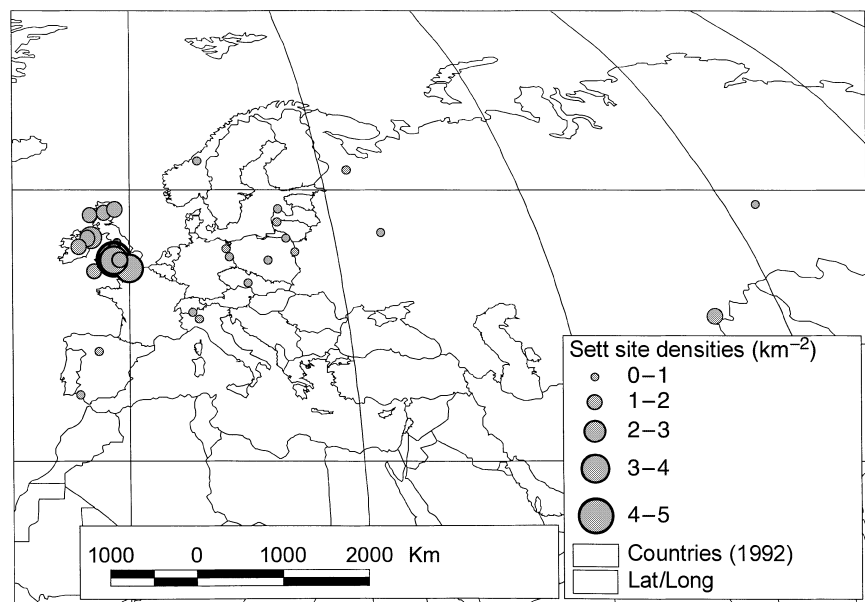 Sett site densities (km⁻²)
0–1
1–2
2–3
3–4
4–5
Countries (1992)
Lat/Long
1000 0 1000 2000 Km